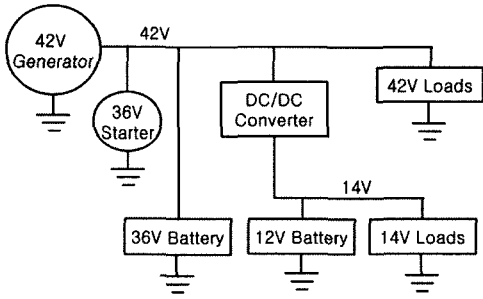 42V
Generator
42V
36V
Starter
DC/DC
Converter
42V Loads
14V
36V Battery
12V Battery
14V Loads